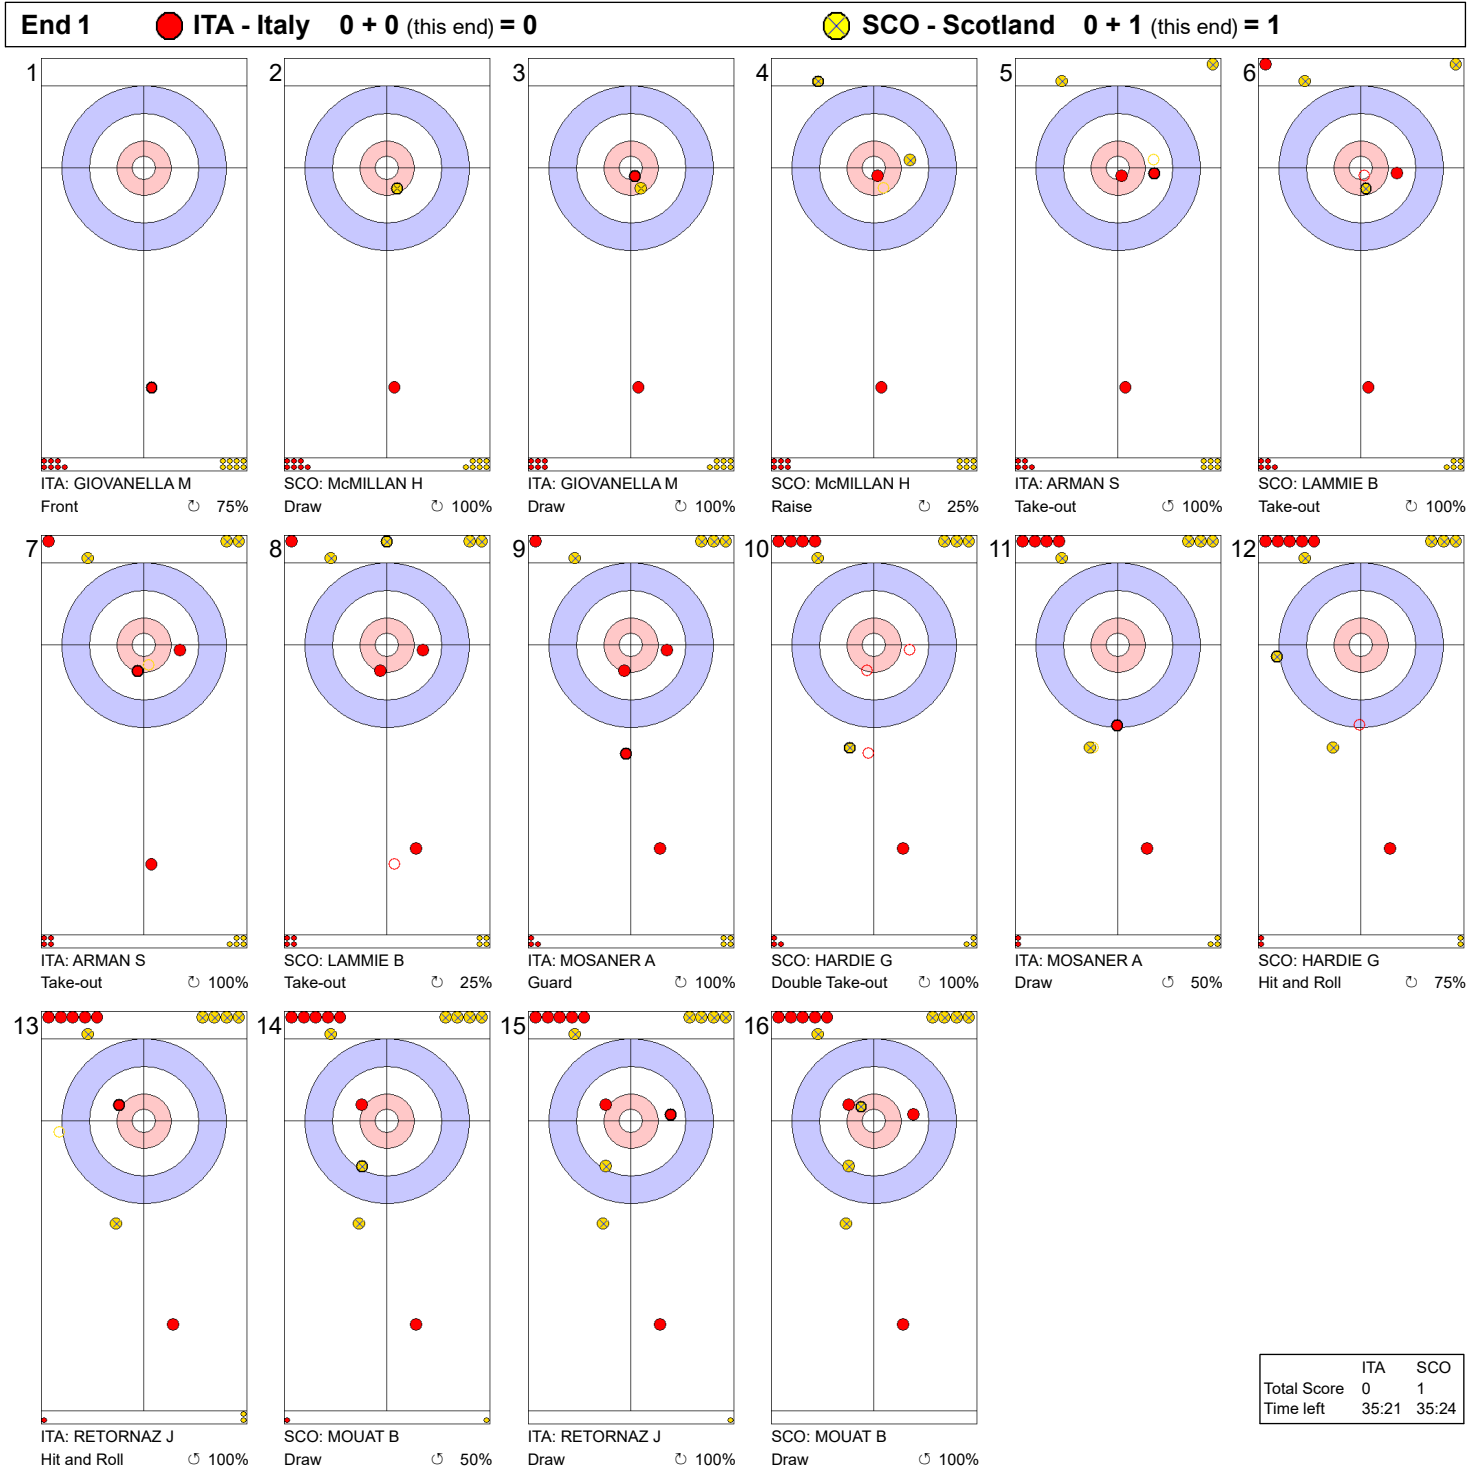 End 1 ITA - Italy 0 + 0 (this end) = 0 SCO - Scotland 0 + 1 (this end) = 1
1 2 3 4 5 6
ITA: GIOVANELLA M SCO: McMILLAN H ITA: GIOVANELLA M SCO: McMILLAN H ITA: ARMAN S SCO: LAMMIE B
Front ↻ 75% Draw ↻ 100% Draw ↻ 100% Raise ↻ 25% Take-out ↻ 100% Take-out ↻ 100%
7 8 9 10 11 12
ITA: ARMAN S SCO: LAMMIE B ITA: MOSANER A SCO: HARDIE G ITA: MOSANER A SCO: HARDIE G
Take-out ↻ 100% Take-out ↻ 25% Guard ↻ 100% Double Take-out ↻ 100% Draw ↺ 50% Hit and Roll ↻ 75%
13 14 15 16
ITA: RETORNAZ J SCO: MOUAT B ITA: RETORNAZ J SCO: MOUAT B
Hit and Roll ↺ 100% Draw ↺ 50% Draw ↻ 100% Draw ↺ 100%
ITA SCO
Total Score 0 1
Time left 35:21 35:24